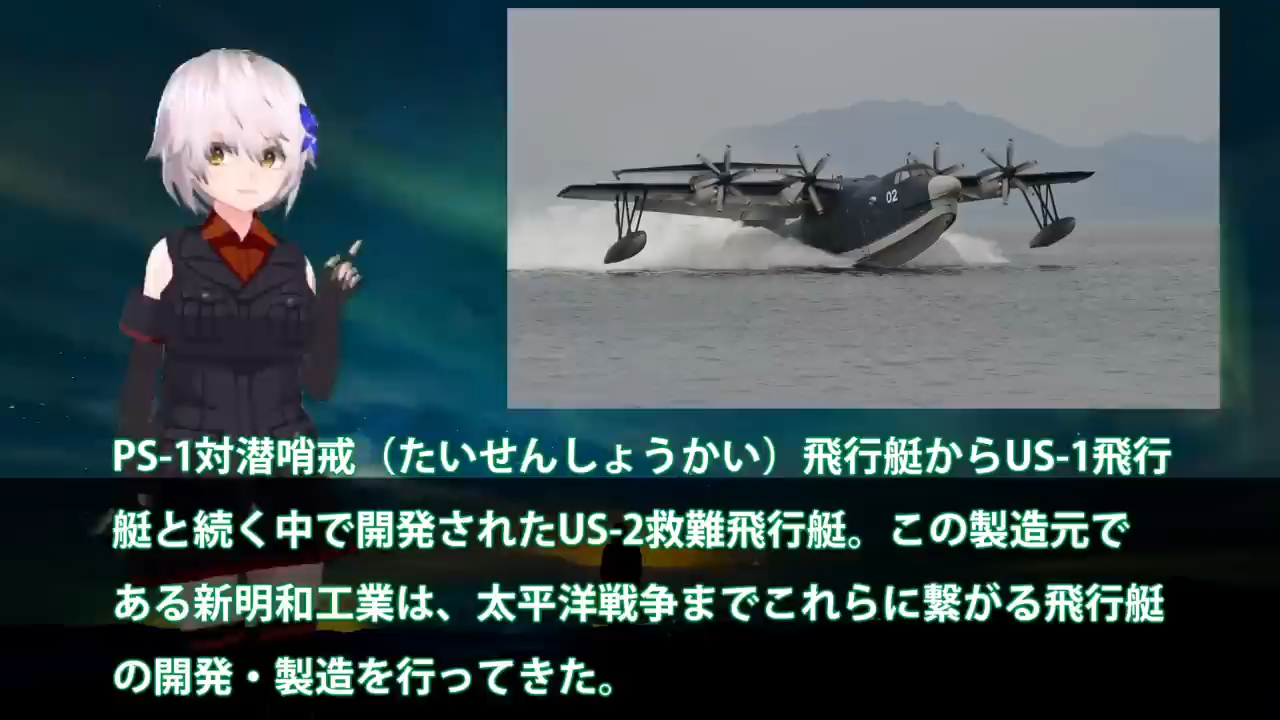 02
PS-1対潜哨戒（たいせんしょうかい）飛行艇からUS-1飛行
艇と続く中で開発されたUS-2救難飛行艇。この製造元で
ある新明和工業は、太平洋戦争までこれらに繋がる飛行艇
の開発・製造を行ってきた。